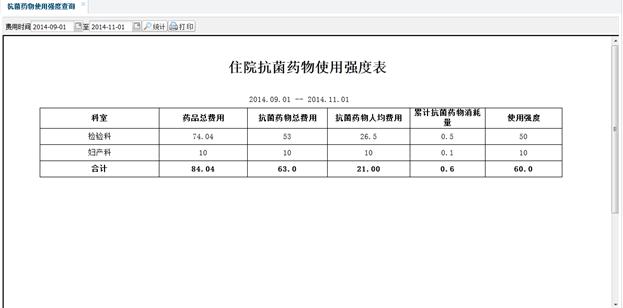 抗菌药物使用强度查询
费用时间 2014-09-01 至 2014-11-01 统计 打印
住院抗菌药物使用强度表
2014.09.01 -- 2014.11.01
科室 药品总费用 抗菌药物总费用 抗菌药物人均费用 累计抗菌药物消耗量 使用强度
检验科 74.04 53 26.5 0.5 50
妇产科 10 10 10 0.1 10
合计 84.04 63.0 21.00 0.6 60.0